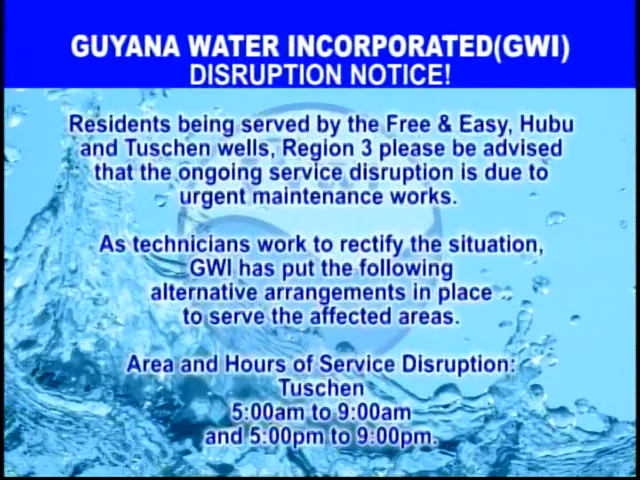 GUYANA WATER INCORPORATED(GWI)
DISRUPTION NOTICE!
Residents being served by the Free & Easy, Hubu
and Tuschen wells, Region 3 please be advised
that the ongoing service disruption is due to
urgent maintenance works.
As technicians work to rectify the situation,
GWI has put the following
alternative arrangements in place
to serve the affected areas.
Area and Hours of Service Disruption:
Tuschen
5:00am to 9:00am
and 5:00pm to 9:00pm.